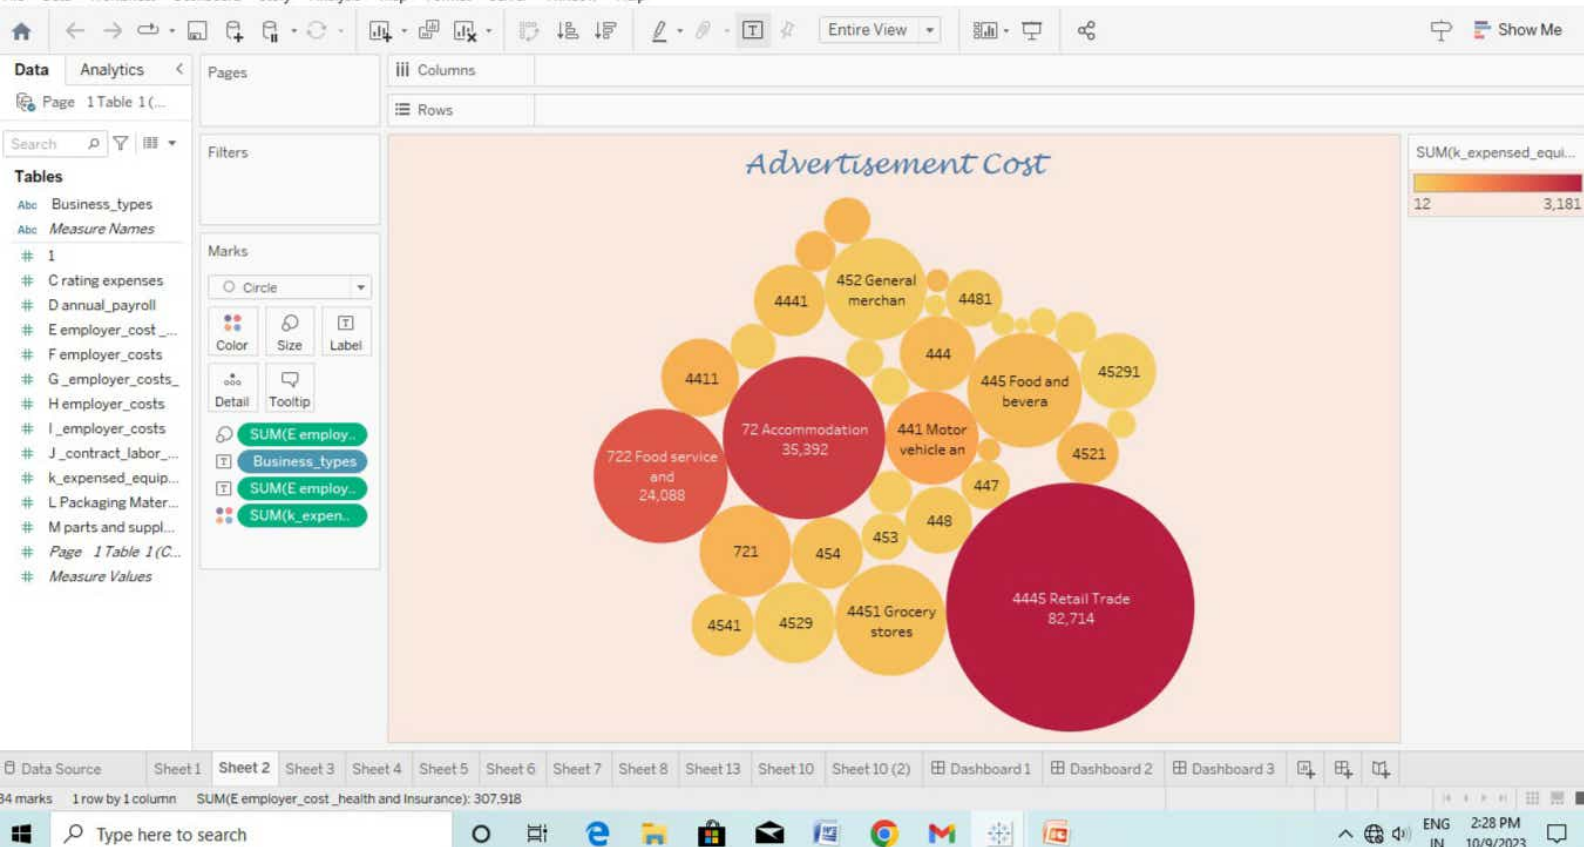 Entire View
Show Me
Data
Analytics
Pages
iii Columns
Page 1 Table 1 (...
Rows
Search
Filters
Tables
Abc Business_types
Abc Measure Names
# 1
# C rating expenses
# D annual_payroll
# E employer_cost _...
# F employer_costs
# G _employer_costs_
# H employer_costs
# I _employer_costs
# J _contract_labor_...
# k_expensed_equip...
# L Packaging Mater...
# M parts and suppl...
# Page 1 Table 1 (C...
# Measure Values
Marks
Circle
Color
Size
Label
Detail
Tooltip
SUM(E employ..
Business_types
SUM(E employ..
SUM(k_expen..
Advertisement Cost
452 General
merchan
4441
4481
444
4411
445 Food and
bevera
45291
72 Accommodation
35,392
441 Motor
vehicle an
4521
722 Food service
and
24,088
447
448
453
721
454
4445 Retail Trade
82,714
4451 Grocery
stores
4541
4529
SUM(k_expensed_equi...
12
3,181
Data Source
Sheet 1
Sheet 2
Sheet 3
Sheet 4
Sheet 5
Sheet 6
Sheet 7
Sheet 8
Sheet 13
Sheet 10
Sheet 10 (2)
Dashboard 1
Dashboard 2
Dashboard 3
34 marks
1 row by 1 column
SUM(E employer_cost _health and Insurance): 307,918
Type here to search
ENG
IN
2:28 PM
10/9/2023